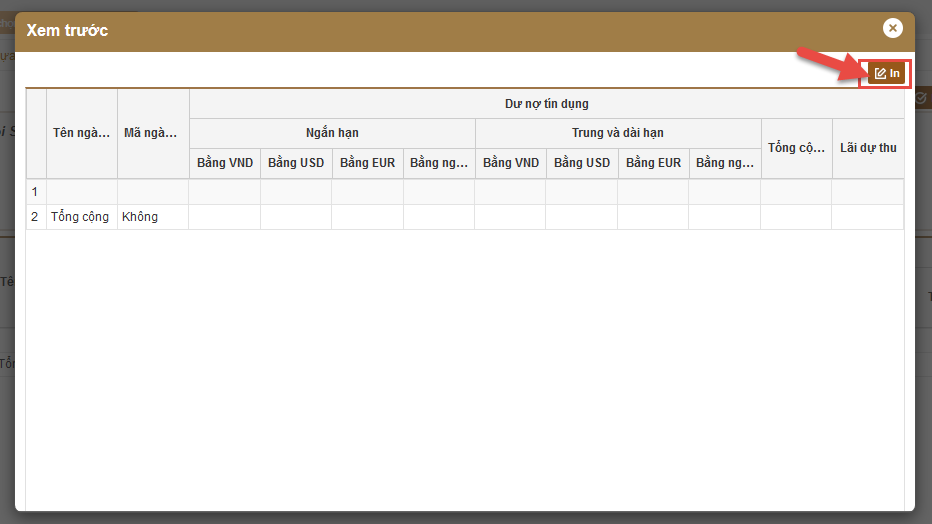 Xem trước
In
Dư nợ tín dụng
Tên ngà... Mã ngà... Ngắn hạn Trung và dài hạn Tổng cộ... Lãi dự thu
Bằng VND Bằng USD Bằng EUR Bằng ng... Bằng VND Bằng USD Bằng EUR Bằng ng...
1
2 Tổng cộng Không